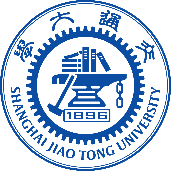 學大通交
1896
SHANGHAI JIAO TONG UNIVERSITY